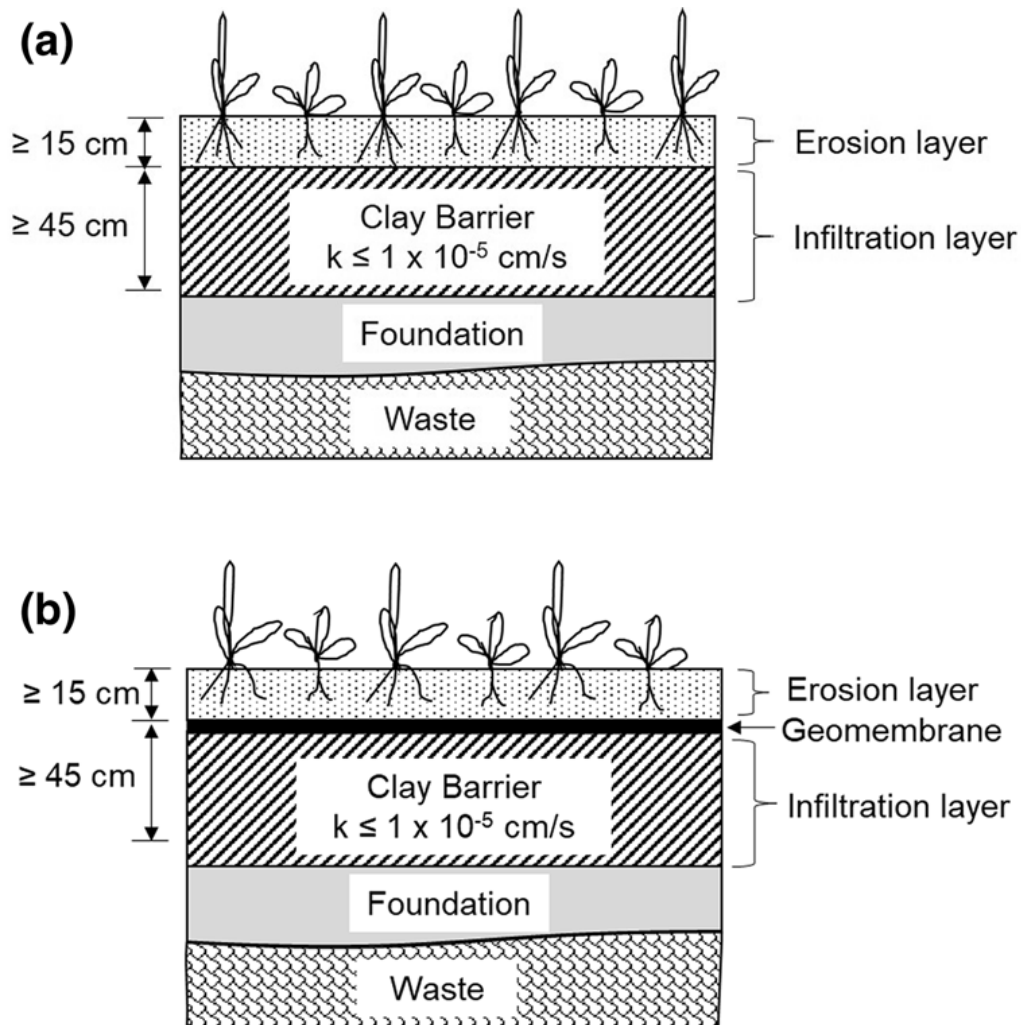 (a)
≥ 15 cm
Erosion layer
≥ 45 cm
Clay Barrier
k ≤ 1 x 10⁻⁵ cm/s
Infiltration layer
Foundation
Waste
(b)
≥ 15 cm
Erosion layer
Geomembrane
≥ 45 cm
Clay Barrier
k ≤ 1 x 10⁻⁵ cm/s
Infiltration layer
Foundation
Waste